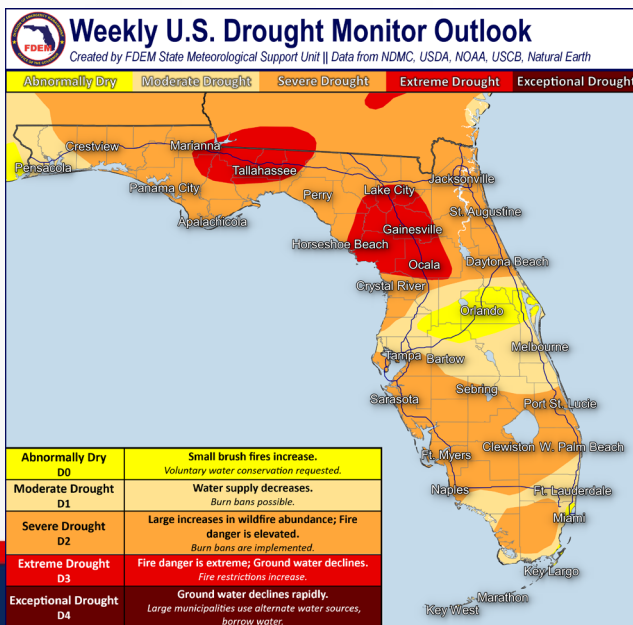 Weekly U.S. Drought Monitor Outlook
Created by FDEM State Meteorological Support Unit || Data from NDMC, USDA, NOAA, USCB, Natural Earth
FDEM
Abnormally Dry Moderate Drought Severe Drought Extreme Drought Exceptional Drought
Crestview
Marianna
Pensacola
Tallahassee
Panama City
Perry
Lake City
Jacksonville
Apalachicola
St. Augustine
Gainesville
Horseshoe Beach
Ocala
Daytona Beach
Crystal River
Orlando
Tampa
Bartow
Melbourne
Sebring
Sarasota
Port St. Lucie
Clewiston
W. Palm Beach
Ft. Myers
Naples
Ft. Lauderdale
Miami
Key Largo
Marathon
Key West
Abnormally Dry
D0
Small brush fires increase.
Voluntary water conservation requested.
Moderate Drought
D1
Water supply decreases.
Burn bans possible.
Severe Drought
D2
Large increases in wildfire abundance; Fire
danger is elevated.
Burn bans are implemented.
Extreme Drought
D3
Fire danger is extreme; Ground water declines.
Fire restrictions increase.
Exceptional Drought
D4
Ground water declines rapidly.
Large municipalities use alternate water sources,
borrow water.